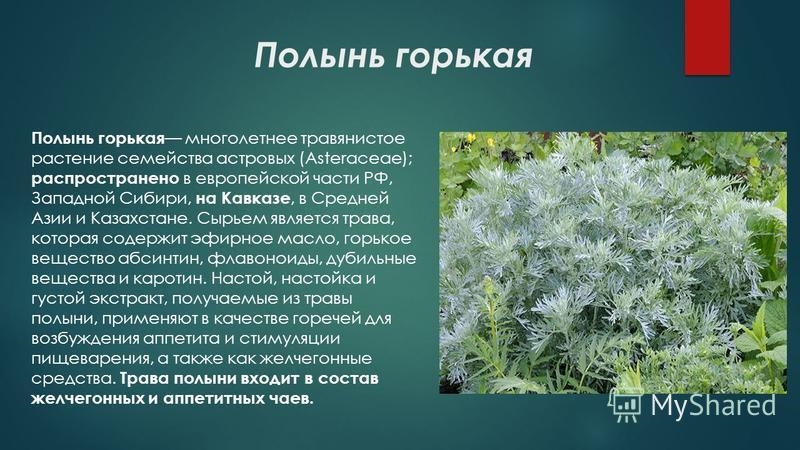 Полынь горькая
Полынь горькая— многолетнее травянистое
растение семейства астровых (Asteraceae);
распространено в европейской части РФ,
Западной Сибири, на Кавказе, в Средней
Азии и Казахстане. Сырьем является трава,
которая содержит эфирное масло, горькое
вещество абсинтин, флавоноиды, дубильные
вещества и каротин. Настой, настойка и
густой экстракт, получаемые из травы
полыни, применяют в качестве горечей для
возбуждения аппетита и стимуляции
пищеварения, а также как желчегонные
средства. Трава полыни входит в состав
желчегонных и аппетитных чаев.
MyShared